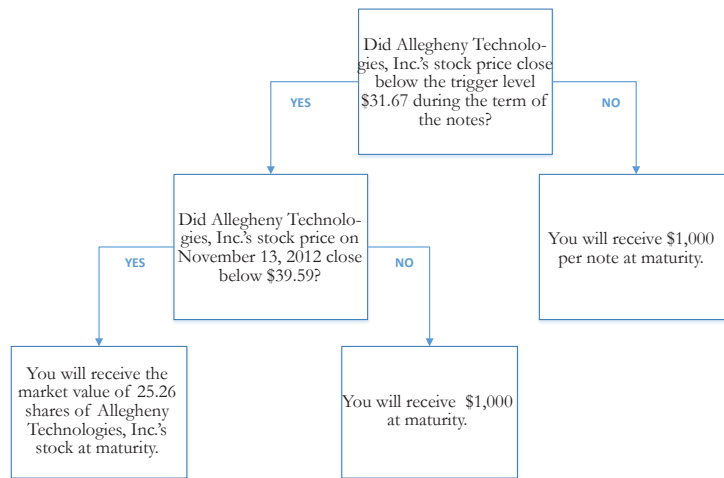 Did Allegheny Technolo-
gies, Inc.'s stock price close
below the trigger level
$31.67 during the term of
the notes?
YES
NO
Did Allegheny Technolo-
gies, Inc.'s stock price on
November 13, 2012 close
below $39.59?
You will receive $1,000
per note at maturity.
YES
NO
You will receive the
market value of 25.26
shares of Allegheny
Technologies, Inc.'s
stock at maturity.
You will receive $1,000
at maturity.